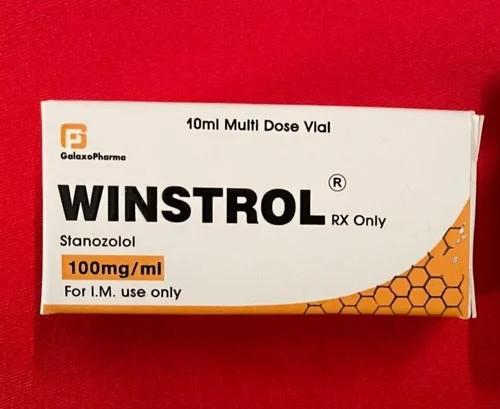 10ml Multi Dose Vial
GalaxoPharma
WINSTROL ® RX Only
Stanozolol
100mg/ml
For I.M. use only